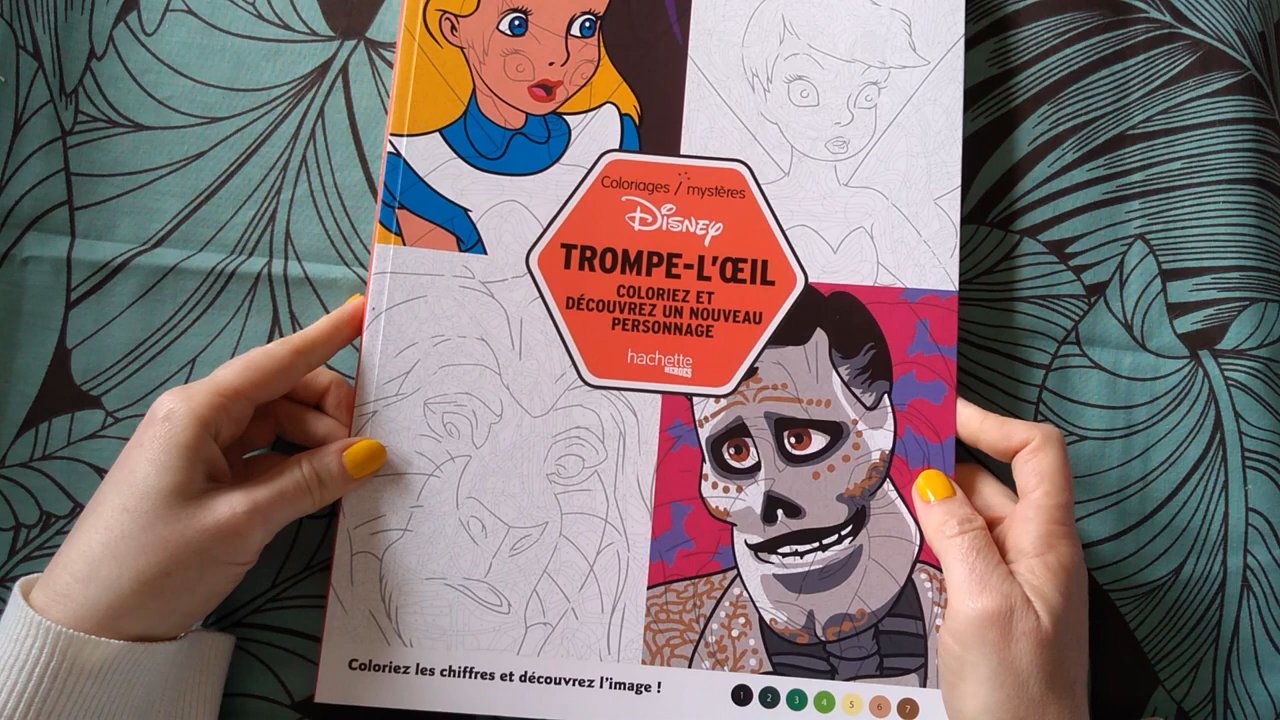 Coloriages / mystères
Disney
TROMPE-L'ŒIL
COLORIEZ ET
DÉCOUVREZ UN NOUVEAU
PERSONNAGE
hachette
HEROES
Coloriez les chiffres et découvrez l'image !
1 2 3 4 5 6 7